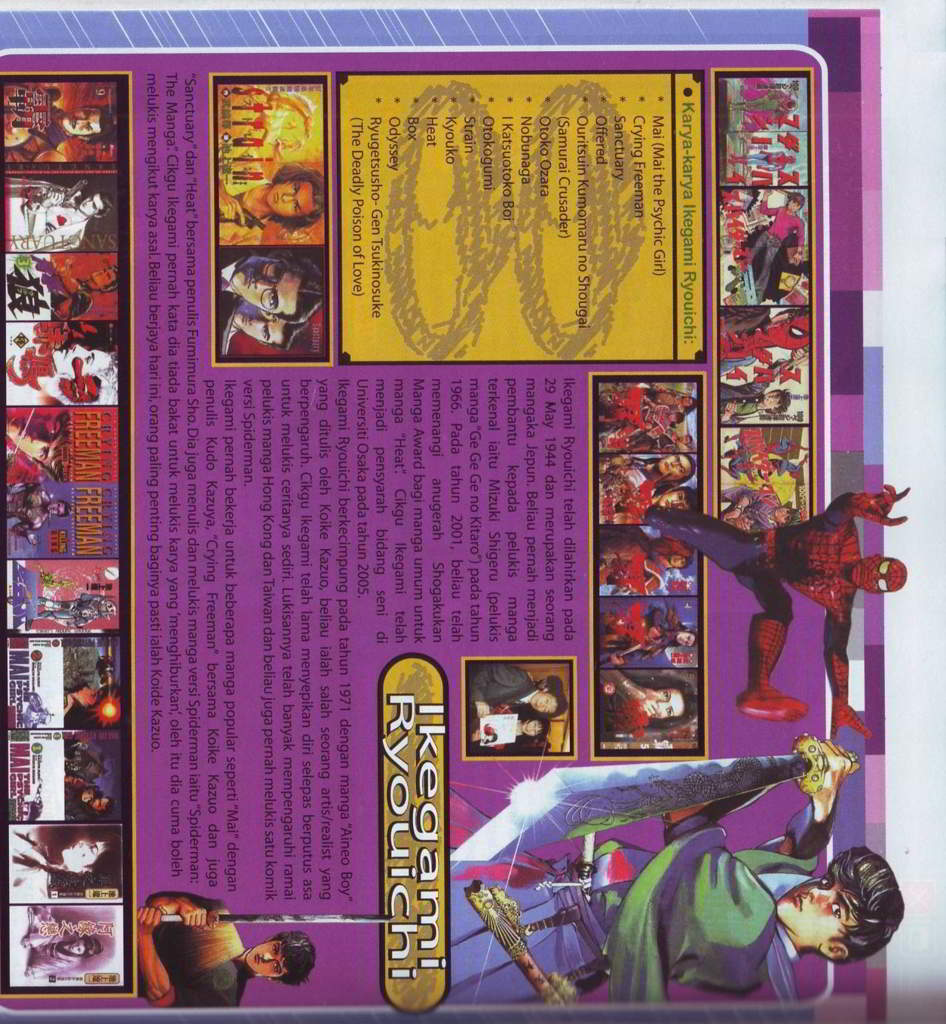 Ikegami
Ryouichi
• Karya-karya Ikegami Ryouichi:
* Mai (Mai the Psychic Girl)
* Crying Freeman
* Sanctuary
* Offered
* Oumishi Kumomaru no Shougai
(Samurai Crusader)
* Otoko Ozara
* Nobunaga
* I Kaitsuotoko Boi
* Otokogumi
* Strain
* Kyouko
* Heat
* Box
* Odyssey
* Ryugetsusho- Gen Tsukinosuke
(The Deadly Poison of Love)
Ikegami Ryouichi telah dilahirkan pada
29 May 1944 dan merupakan seorang
mangaka Jepun. Beliau pernah menjadi
pembantu kepada pelukis manga
terkenal iaitu Mizuki Shigeru (pelukis
manga "Ge Ge Ge no Kitaro") pada tahun
1966. Pada tahun 2001, beliau telah
memenangi anugerah Shogakukan
Manga Award bagi manga umum untuk
manga "Heat". Cikgu Ikegami telah
menjadi pensyarah bidang seni di
Universiti Osaka pada tahun 2005.
Ikegami Ryouichi berkecimpung pada tahun 1971 dengan manga "Aineo Boy"
yang ditulis oleh Koike Kazuo, beliau ialah salah seorang artis/realist yang
berpengaruh. Cikgu Ikegami telah lama menyepikan diri selepas berputus asa
untuk melukis ceritanya sendiri. Lukisannya telah banyak mempengaruhi ramai
pelukis manga Hong Kong dan Taiwan dan beliau juga pernah melukis satu komik
versi Spiderman.
Ikegami pernah bekerja untuk beberapa manga popular seperti "Mai" dengan
penulis Kudo Kazuya, "Crying Freeman" bersama Koike Kazuo dan juga
"Sanctuary" dan "Heat" bersama penulis Fumimura Sho. Dia juga menulis dan melukis manga versi Spiderman iaitu "Spiderman:
The Manga". Cikgu Ikegami pernah kata dia tiada bakat untuk melukis karya yang 'menghiburkan', oleh itu dia cuma boleh
melukis mengikut karya asal. Beliau berjaya hari ini, orang paling penting baginya pasti ialah Koide Kazuo.
SANCTUARY
CRYING
FREEMAN
FREEMAN